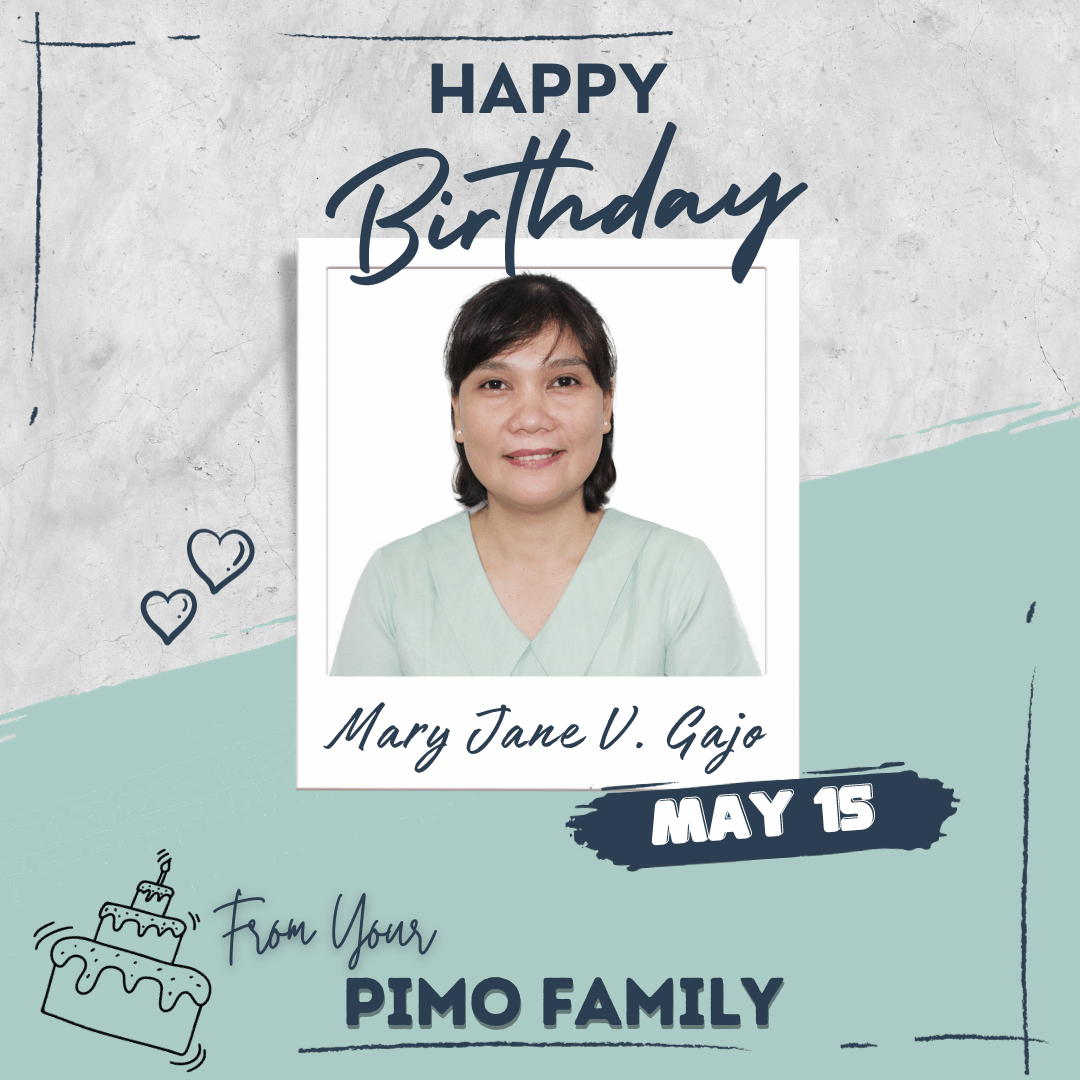 HAPPY
Birthday
Mary Jane V. Gajo
MAY 15
From Your
PIMO FAMILY